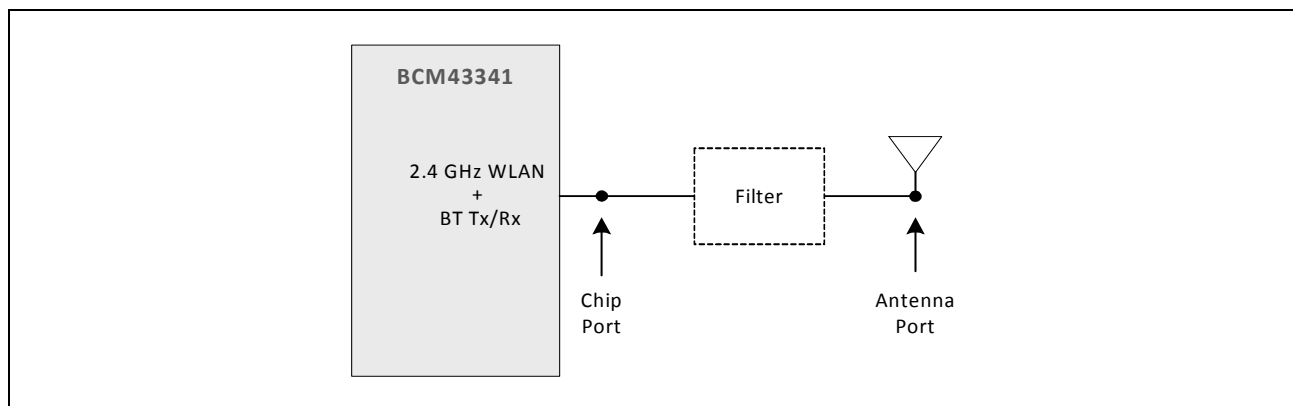 BCM43341
2.4 GHz WLAN
+
BT Tx/Rx
Filter
Chip
Port
Antenna
Port